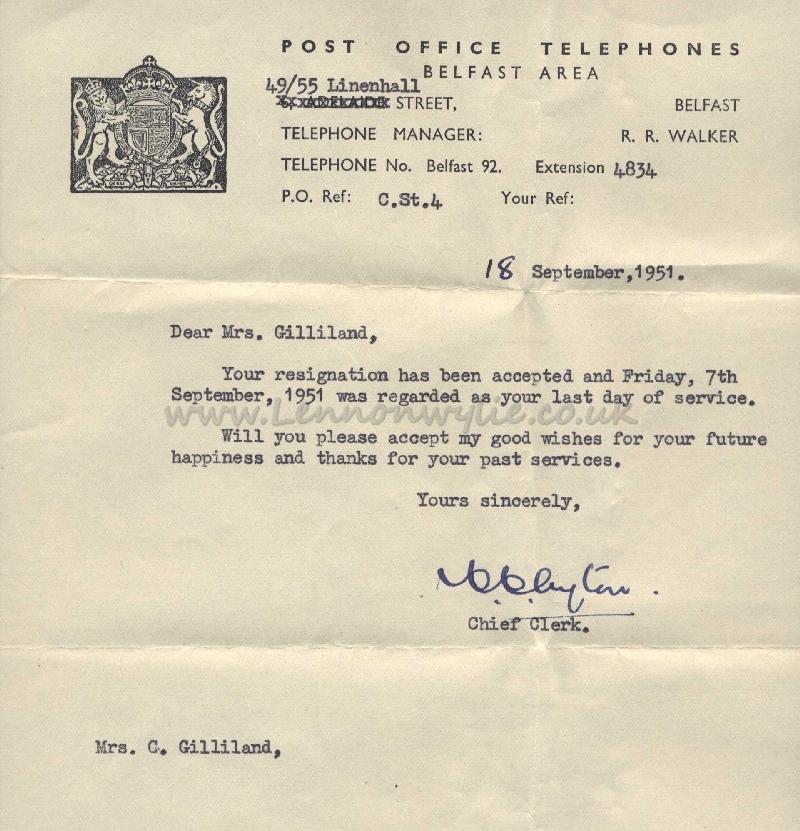 POST OFFICE TELEPHONES
BELFAST AREA
49/55 Linenhall
STREET, BELFAST
TELEPHONE MANAGER: R. R. WALKER
TELEPHONE No. Belfast 92. Extension 4834
P.O. Ref: C.St.4 Your Ref:
18 September,1951.
Dear Mrs. Gilliland,
Your resignation has been accepted and Friday, 7th
September, 1951 was regarded as your last day of service.
www.Lennonwylie.co.uk
Will you please accept my good wishes for your future
happiness and thanks for your past services.
Yours sincerely,
Chief Clerk.
Mrs. C. Gilliland,